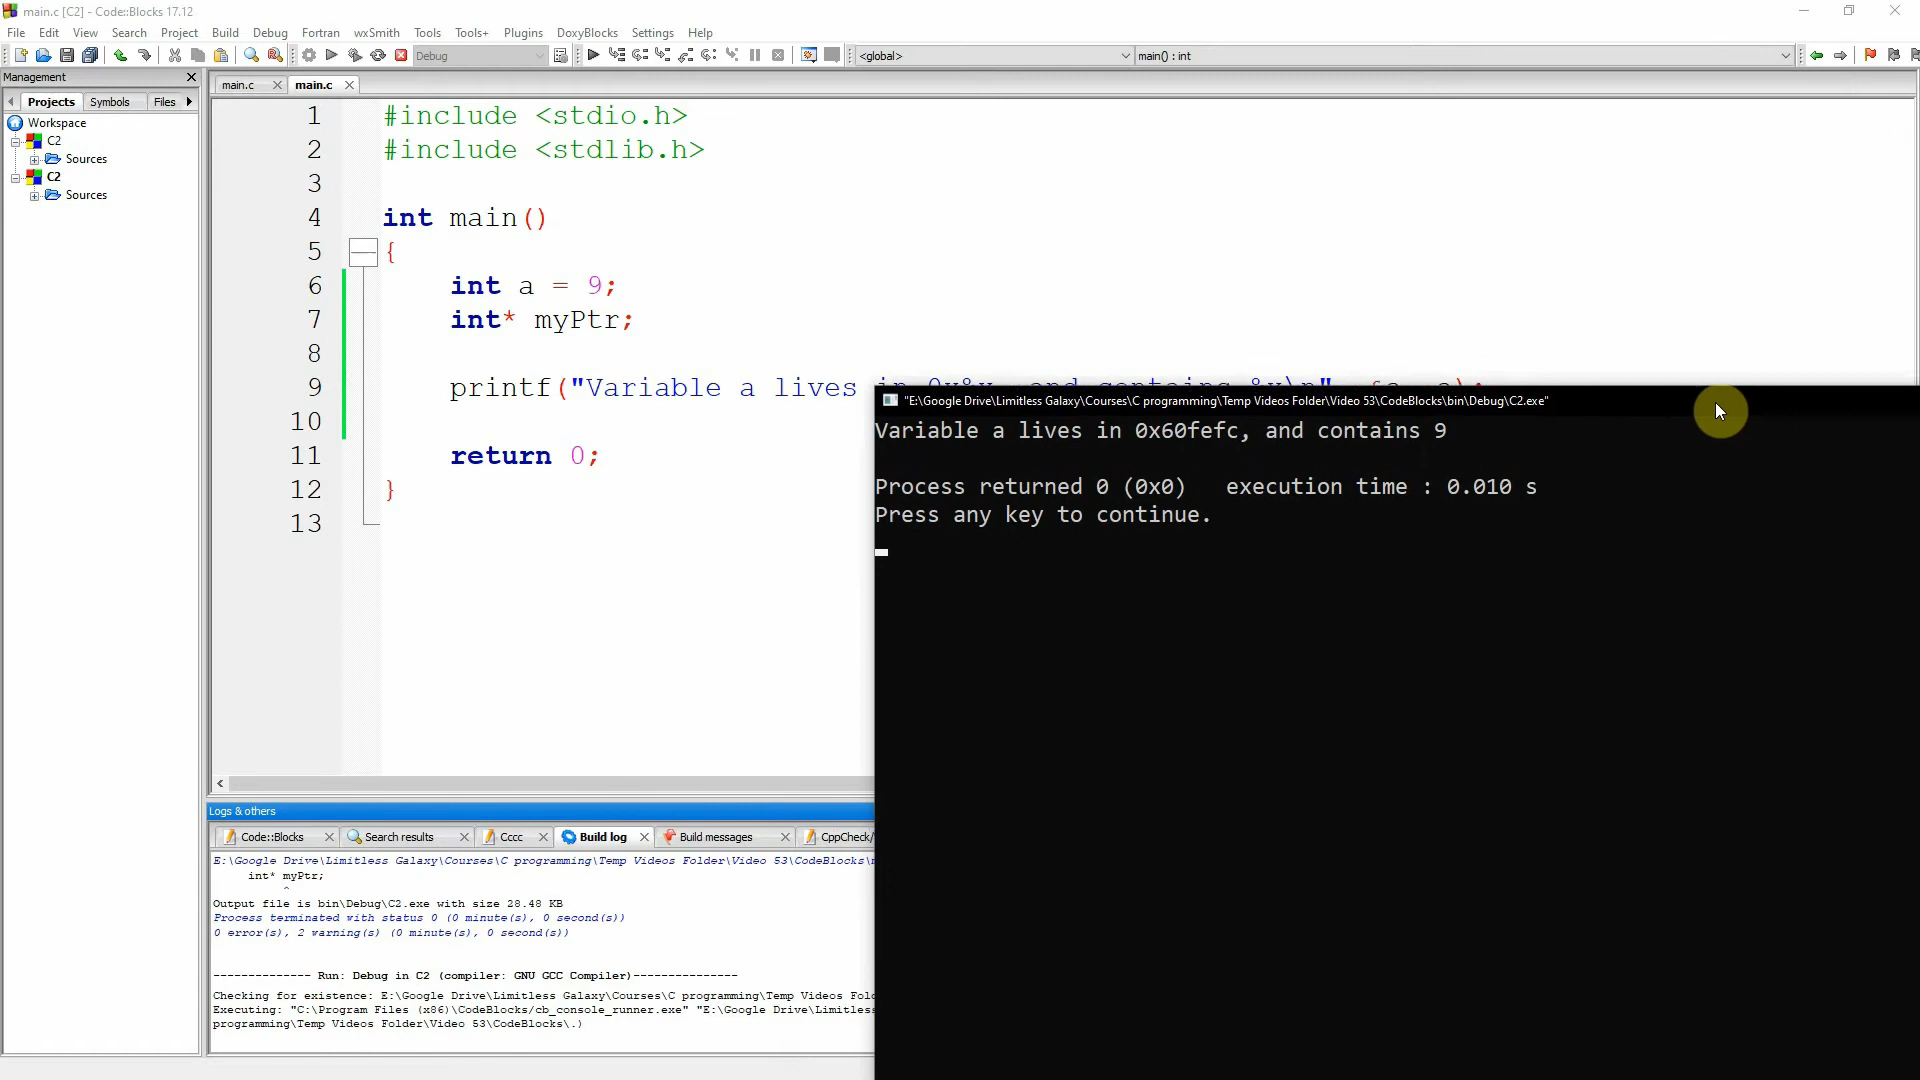 main.c [C2] - Code::Blocks 17.12
File Edit View Search Project Build Debug Fortran wxSmith Tools Tools+ Plugins DoxyBlocks Settings Help
Debug <global> main() : int
Management
main.c main.c
Projects Symbols Files
Workspace
C2
Sources
C2
Sources
1 #include <stdio.h>
2 #include <stdlib.h>
3
4 int main()
5 {
6 int a = 9;
7 int* myPtr;
8
9 printf("Variable a lives
10
11 return 0;
12 }
13
"E:\Google Drive\Limitless Galaxy\Courses\C programming\Temp Videos Folder\Video 53\CodeBlocks\bin\Debug\C2.exe"
Variable a lives in 0x60fefc, and contains 9
Process returned 0 (0x0) execution time : 0.010 s
Press any key to continue.
Logs & others
Code::Blocks Search results Cccc Build log Build messages CppCheck/
E:\Google Drive\Limitless Galaxy\Courses\C programming\Temp Videos Folder\Video 53\CodeBlocks\
int* myPtr;
^
Output file is bin\Debug\C2.exe with size 28.48 KB
Process terminated with status 0 (0 minute(s), 0 second(s))
0 error(s), 2 warning(s) (0 minute(s), 0 second(s))
-------------- Run: Debug in C2 (compiler: GNU GCC Compiler)---------------
Checking for existence: E:\Google Drive\Limitless Galaxy\Courses\C programming\Temp Videos
Executing: "C:\Program Files (x86)\CodeBlocks/cb_console_runner.exe" "E:\Google Drive\Limitless
programming\Temp Videos Folder\Video 53\CodeBlocks\.)